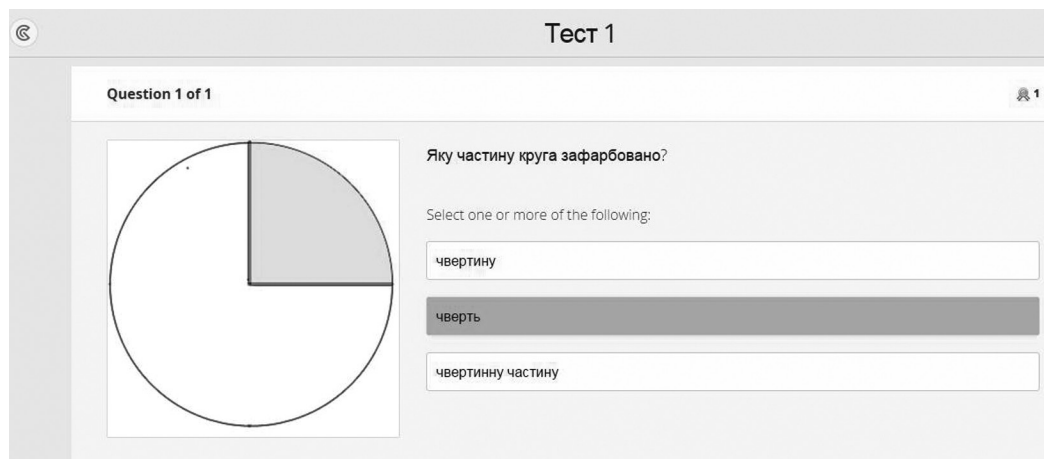 Тест 1
Question 1 of 1
1
Яку частину круга зафарбовано?
Select one or more of the following:
чвертину
чверть
чвертинну частину